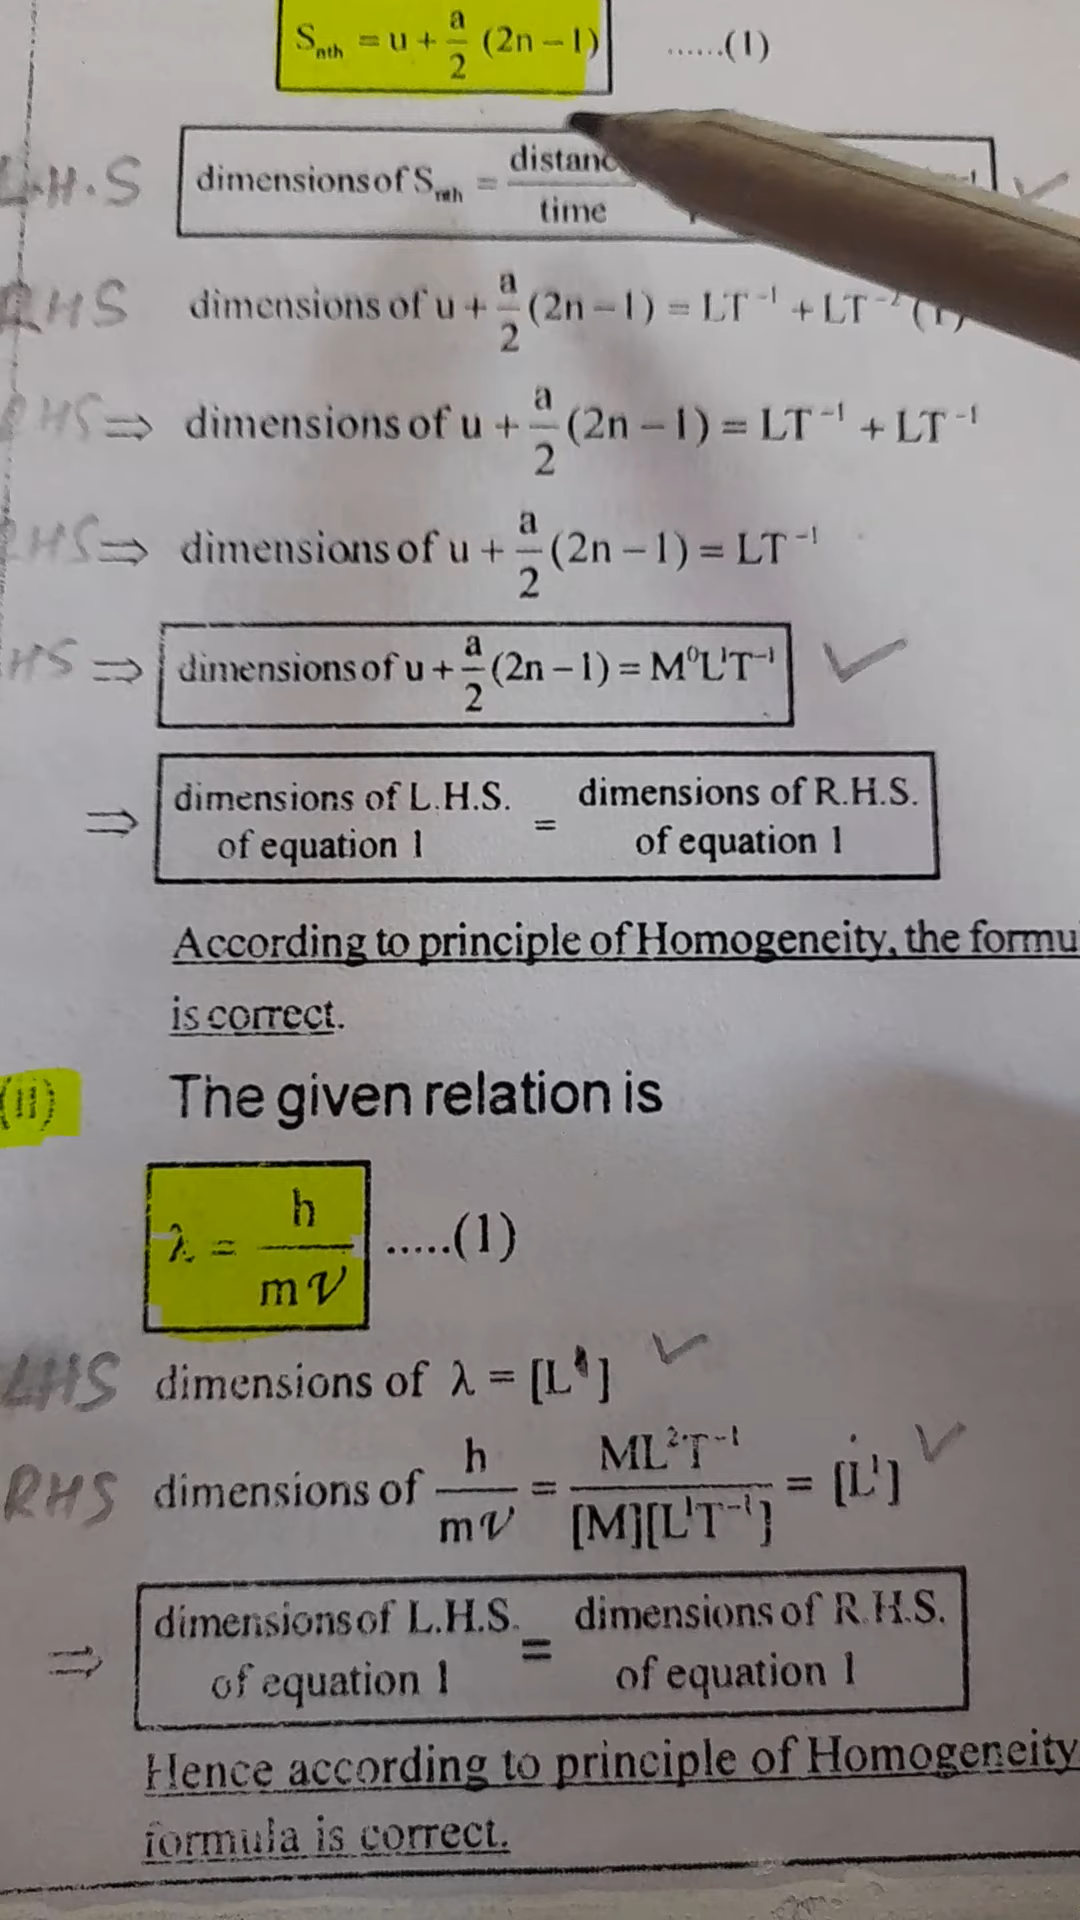 Snth = u + a/2 (2n – 1) ......(1)
L.H.S dimensions of Snth = / time ✓
RHS dimensions of u + a/2 (2n – 1) = LT⁻¹ + LT⁻²
RHS ⇒ dimensions of u + a/2 (2n – 1) = LT⁻¹ + LT⁻¹
RHS ⇒ dimensions of u + a/2 (2n – 1) = LT⁻¹
HS ⇒ dimensions of u + a/2 (2n – 1) = M⁰L¹T⁻¹ ✓
⇒ dimensions of L.H.S. of equation 1 = dimensions of R.H.S. of equation 1
According to principle of Homogeneity, the formu
is correct.
(ii) The given relation is
λ = h/mv .....(1)
LHS dimensions of λ = [L¹] ✓
RHS dimensions of h/mv = ML²T⁻¹/[M][L¹T⁻¹] = [L¹] ✓
⇒ dimensions of L.H.S. of equation 1 = dimensions of R.H.S. of equation 1
Hence according to principle of Homogeneity
formula is correct.